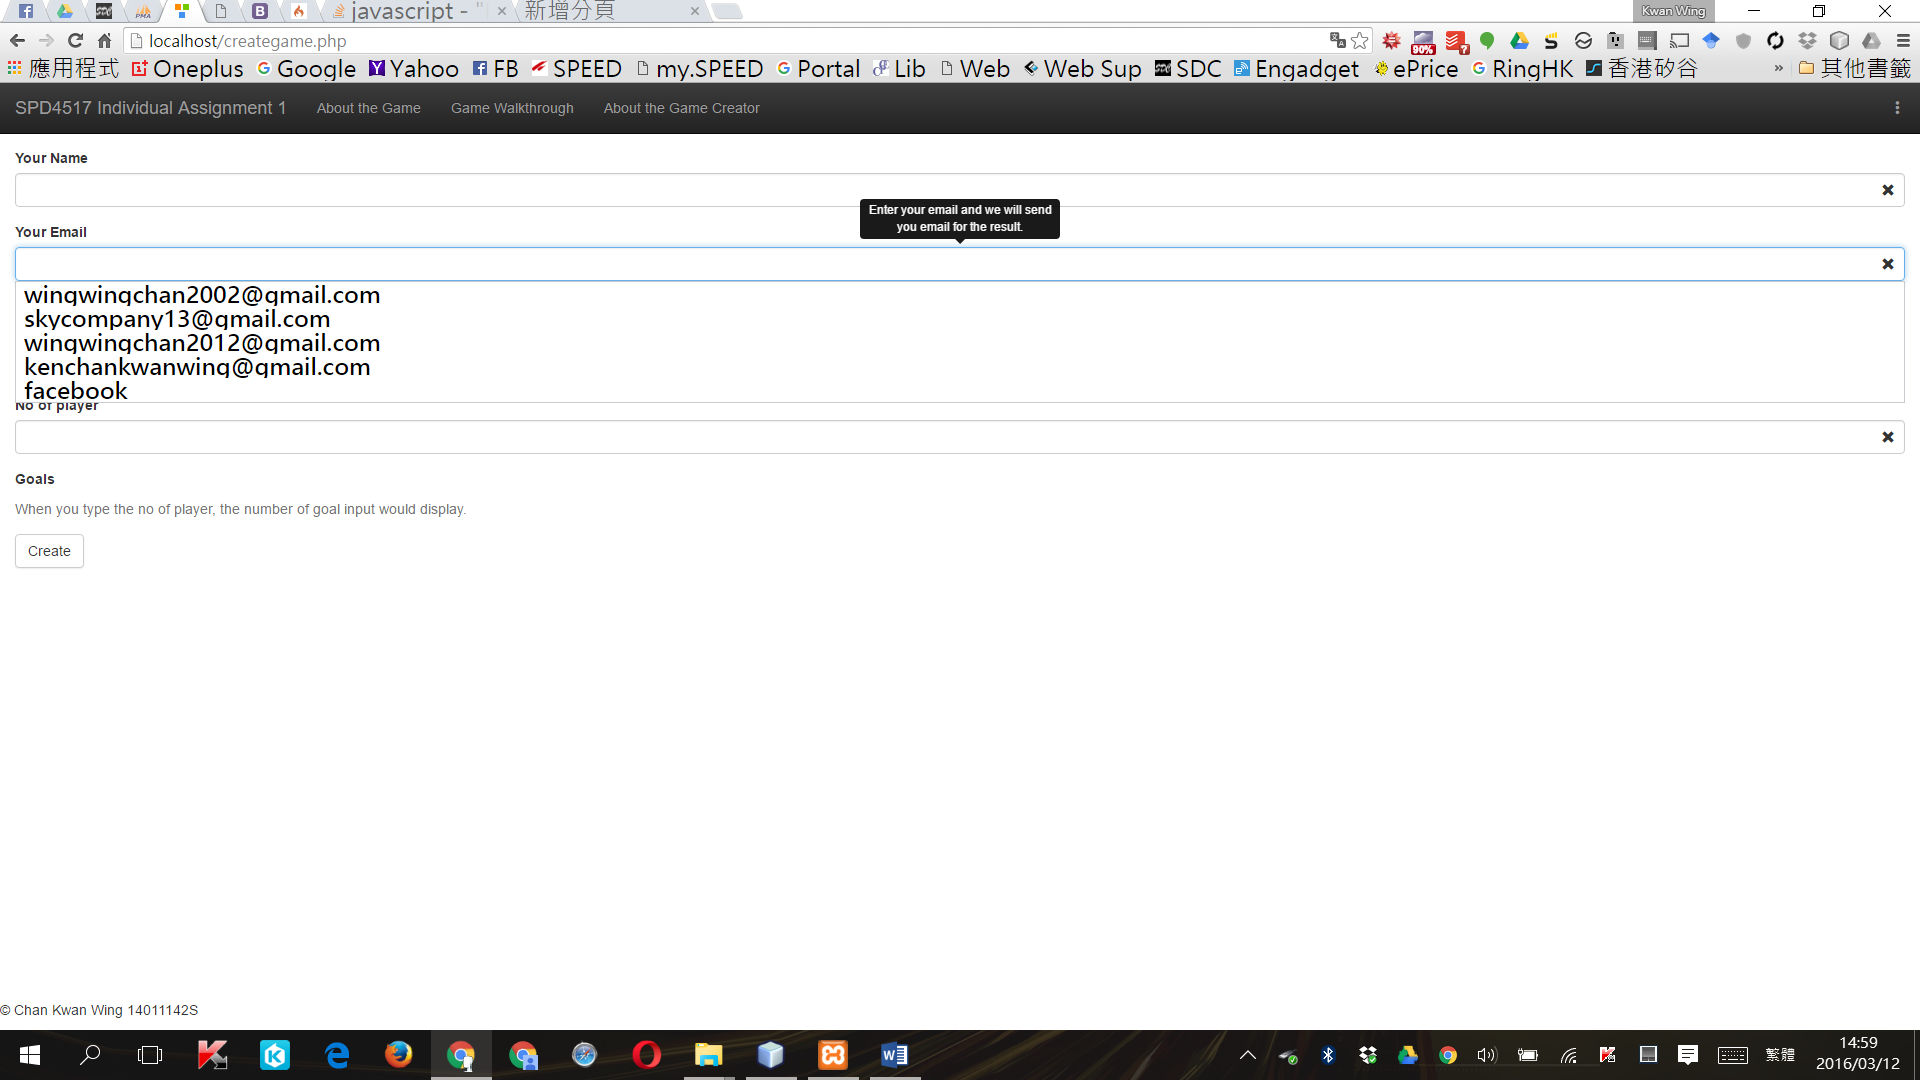 javascript - "
新增分頁
Kwan Wing
localhost/creategame.php
90%
應用程式 Oneplus Google Yahoo FB SPEED my.SPEED Portal Lib Web Web Sup SDC Engadget ePrice RingHK 香港矽谷 » 其他書籤
SPD4517 Individual Assignment 1 About the Game Game Walkthrough About the Game Creator
Your Name
Enter your email and we will send
you email for the result.
Your Email
wingwingchan2002@gmail.com
skycompany13@gmail.com
wingwingchan2012@gmail.com
kenchankwanwing@gmail.com
facebook
No of player
Goals
When you type the no of player, the number of goal input would display.
Create
© Chan Kwan Wing 14011142S
繁體
14:59
2016/03/12